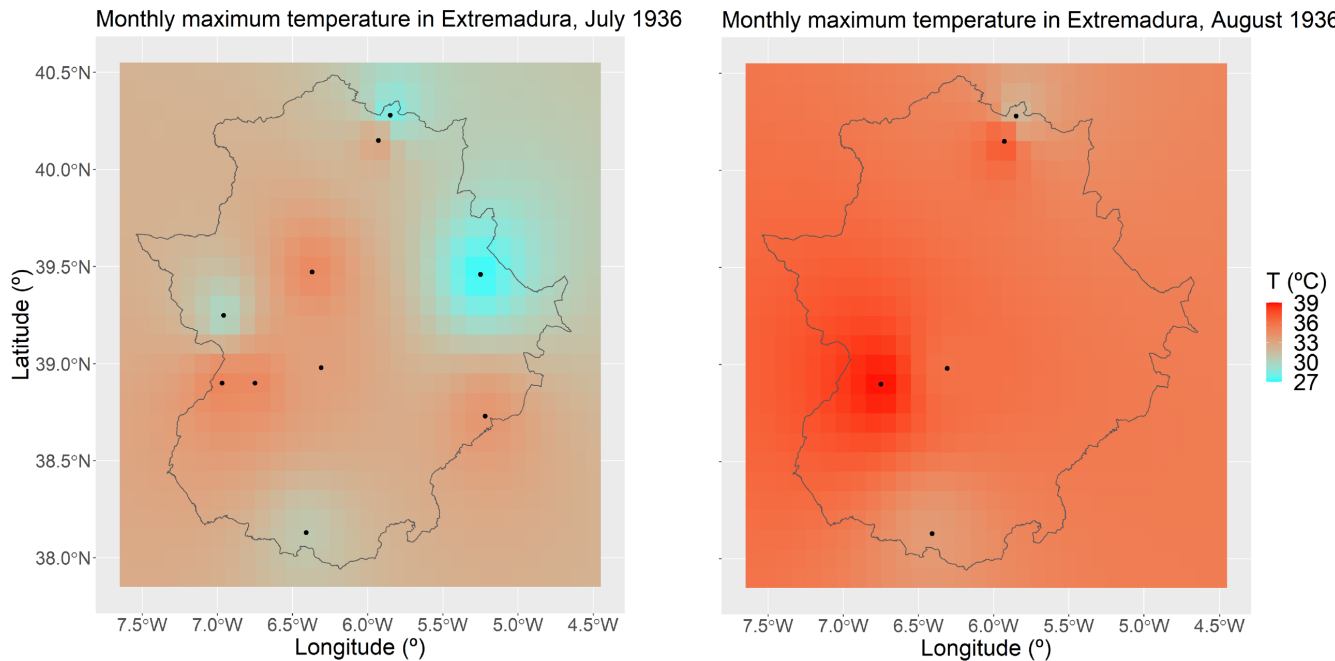 Monthly maximum temperature in Extremadura, July 1936
Monthly maximum temperature in Extremadura, August 1936
40.5°N
40.0°N
39.5°N
39.0°N
38.5°N
38.0°N
Latitude (º)
7.5°W 7.0°W 6.5°W 6.0°W 5.5°W 5.0°W 4.5°W
Longitude (º)
7.5°W 7.0°W 6.5°W 6.0°W 5.5°W 5.0°W 4.5°W
Longitude (º)
T (ºC)
39
36
33
30
27